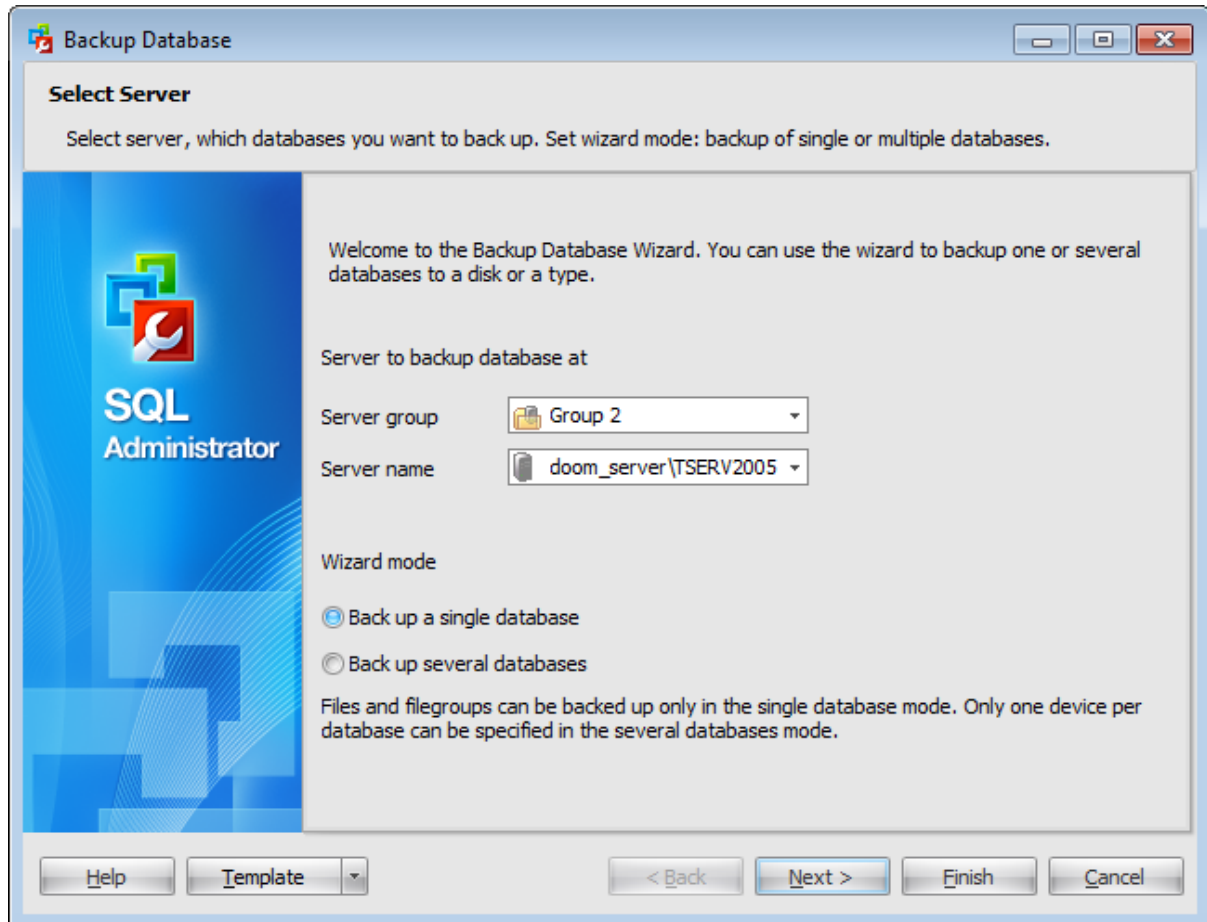 Backup Database
Select Server
Select server, which databases you want to back up. Set wizard mode: backup of single or multiple databases.
SQL
Administrator
Welcome to the Backup Database Wizard. You can use the wizard to backup one or several
databases to a disk or a type.
Server to backup database at
Server group
Group 2
Server name
doom_server\TSERV2005
Wizard mode
Back up a single database
Back up several databases
Files and filegroups can be backed up only in the single database mode. Only one device per
database can be specified in the several databases mode.
Help
Template
< Back
Next >
Finish
Cancel